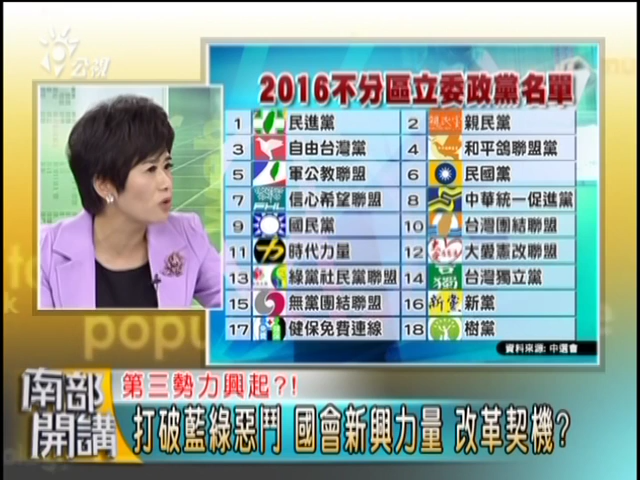 公視
2016不分區立委政黨名單
1 民進黨 2 親民黨
3 自由台灣黨 4 和平鴿聯盟黨
5 軍公教聯盟 6 民國黨
7 信心希望聯盟 8 中華統一促進黨
9 國民黨 10 台灣團結聯盟
11 時代力量 12 大愛憲改聯盟
13 綠黨社民黨聯盟 14 台灣獨立黨
15 無黨團結聯盟 16 新黨 新黨
17 健保免費連線 18 樹黨
資料來源: 中選會
popu
南部開講
第三勢力興起?!
打破藍綠惡鬥 國會新興力量 改革契機?